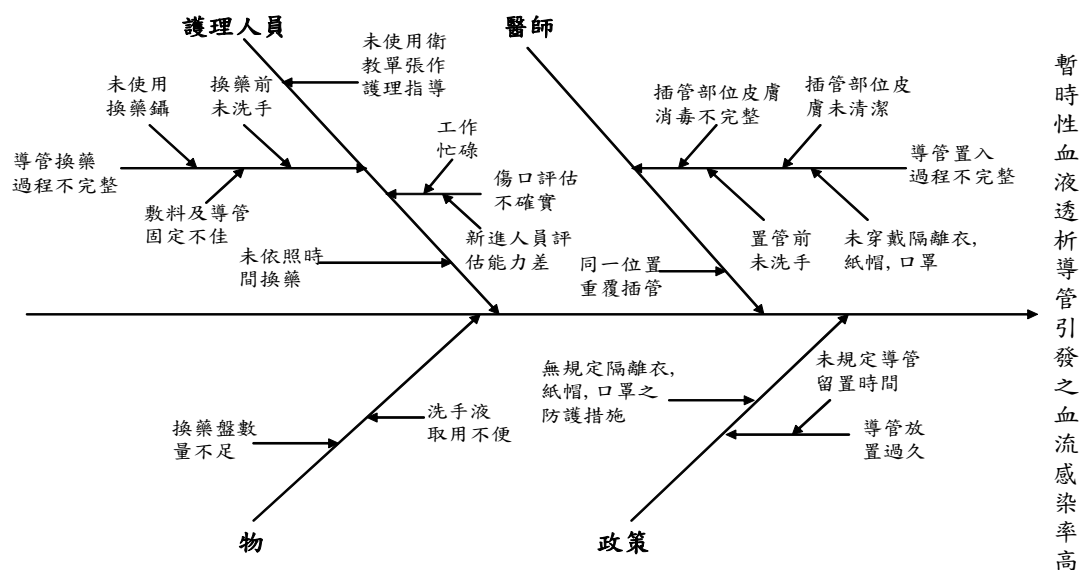 護理人員
未使用衛
教單張作
護理指導
未使用
換藥鑷
換藥前
未洗手
導管換藥
過程不完整
敷料及導管
固定不佳
工作
忙碌
傷口評估
不確實
新進人員評
估能力差
未依照時
間換藥
醫師
插管部位皮膚
消毒不完整
插管部位皮
膚未清潔
導管置入
過程不完整
置管前
未洗手
未穿戴隔離衣,
紙帽, 口罩
同一位置
重覆插管
物
換藥盤數
量不足
洗手液
取用不便
政策
無規定隔離衣,
紙帽, 口罩之
防護措施
未規定導管
留置時間
導管放
置過久
暫時性血液透析導管引發之血流感染率高